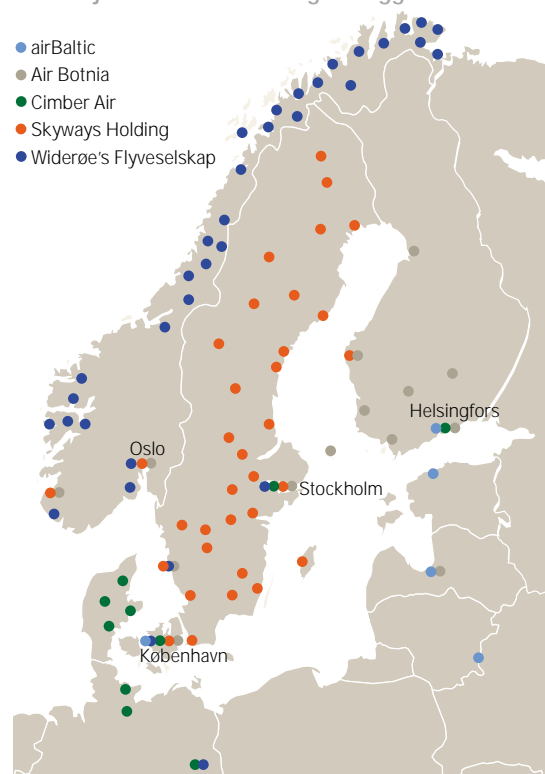 airBaltic
Air Botnia
Cimber Air
Skyways Holding
Widerøe's Flyveselskap
Helsingfors
Oslo
Stockholm
København